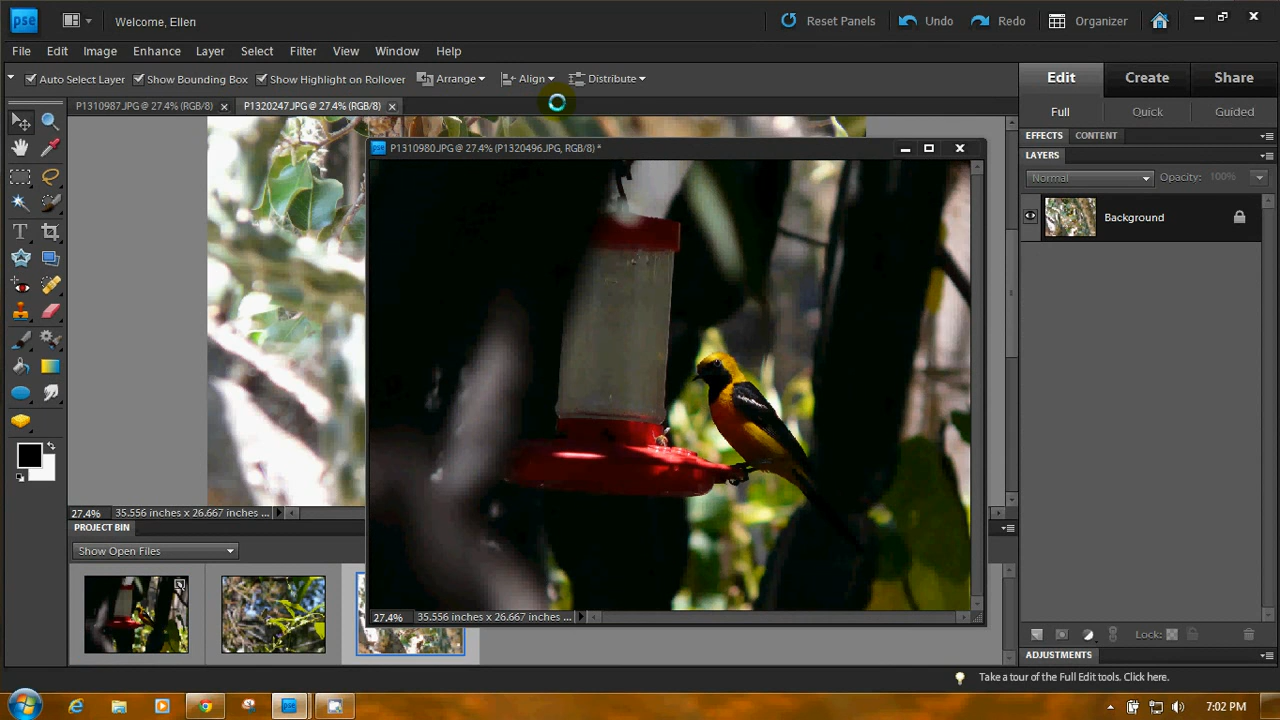 pse Welcome, Ellen Reset Panels Undo Redo Organizer
File Edit Image Enhance Layer Select Filter View Window Help
Auto Select Layer Show Bounding Box Show Highlight on Rollover Arrange Align Distribute
Edit Create Share
P1310987.JPG @ 27.4% (RGB/8) × P1320247.JPG @ 27.4% (RGB/8) ×
Full Quick Guided
EFFECTS CONTENT
P1310980.JPG @ 27.4% (P1320496.JPG, RGB/8) *
LAYERS
Normal Opacity: 100%
Background
T
27.4% 35.556 inches x 26.667 inches ...
PROJECT BIN
Show Open Files
27.4% 35.556 inches x 26.667 inches ...
Lock:
ADJUSTMENTS
Take a tour of the Full Edit tools. Click here.
7:02 PM